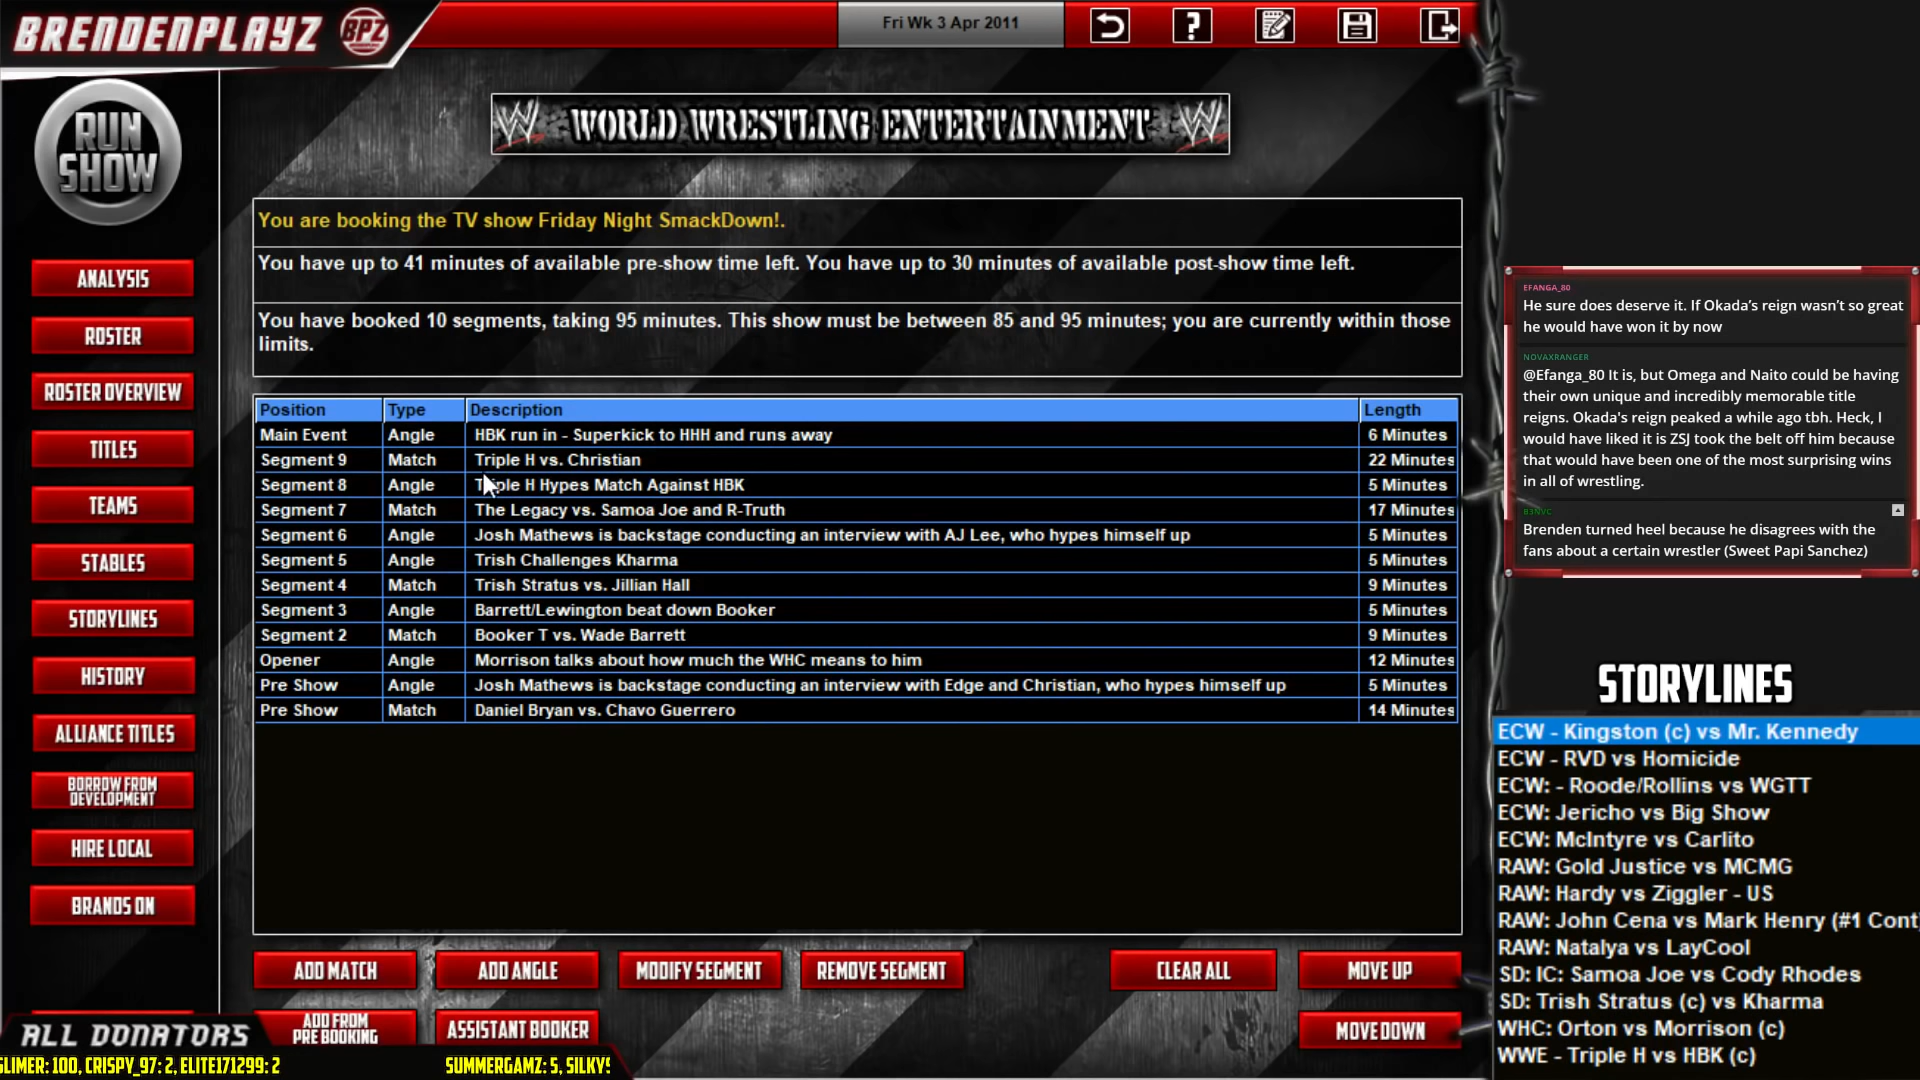 BRENDENPLAYZ
BPZ
Fri Wk 3 Apr 2011
RUN SHOW
WORLD WRESTLING ENTERTAINMENT
You are booking the TV show Friday Night SmackDown!.
You have up to 41 minutes of available pre-show time left. You have up to 30 minutes of available post-show time left.
You have booked 10 segments, taking 95 minutes. This show must be between 85 and 95 minutes; you are currently within those
limits.
ANALYSIS
ROSTER
ROSTER OVERVIEW
TITLES
TEAMS
STABLES
STORYLINES
HISTORY
ALLIANCE TITLES
BORROW FROM
DEVELOPMENT
HIRE LOCAL
BRANDS ON
Position Type Description Length
Main Event Angle HBK run in - Superkick to HHH and runs away 6 Minutes
Segment 9 Match Triple H vs. Christian 22 Minutes
Segment 8 Angle Triple H Hypes Match Against HBK 5 Minutes
Segment 7 Match The Legacy vs. Samoa Joe and R-Truth 17 Minutes
Segment 6 Angle Josh Mathews is backstage conducting an interview with AJ Lee, who hypes himself up 5 Minutes
Segment 5 Angle Trish Challenges Kharma 5 Minutes
Segment 4 Match Trish Stratus vs. Jillian Hall 9 Minutes
Segment 3 Angle Barrett/Lewington beat down Booker 5 Minutes
Segment 2 Match Booker T vs. Wade Barrett 9 Minutes
Opener Angle Morrison talks about how much the WHC means to him 12 Minutes
Pre Show Angle Josh Mathews is backstage conducting an interview with Edge and Christian, who hypes himself up 5 Minutes
Pre Show Match Daniel Bryan vs. Chavo Guerrero 14 Minutes
ADD MATCH
ADD ANGLE
MODIFY SEGMENT
REMOVE SEGMENT
CLEAR ALL
MOVE UP
ADD FROM
PRE BOOKING
ASSISTANT BOOKER
MOVE DOWN
ALL DONATORS
SLIMER: 100, CRISPY_97: 2, ELITE171299: 2
SUMMERGAMZ: 5, SILKYS
EFANGA_80
He sure does deserve it. If Okada's reign wasn't so great
he would have won it by now
NOVAXRANGER
@Efanga_80 It is, but Omega and Naito could be having
their own unique and incredibly memorable title
reigns. Okada's reign peaked a while ago tbh. Heck, I
would have liked it is ZSJ took the belt off him because
that would have been one of the most surprising wins
in all of wrestling.
Brenden turned heel because he disagrees with the
fans about a certain wrestler (Sweet Papi Sanchez)
STORYLINES
ECW - Kingston (c) vs Mr. Kennedy
ECW - RVD vs Homicide
ECW: - Roode/Rollins vs WGTT
ECW: Jericho vs Big Show
ECW: McIntyre vs Carlito
RAW: Gold Justice vs MCMG
RAW: Hardy vs Ziggler - US
RAW: John Cena vs Mark Henry (#1 Cont
RAW: Natalya vs LayCool
SD: IC: Samoa Joe vs Cody Rhodes
SD: Trish Stratus (c) vs Kharma
WHC: Orton vs Morrison (c)
WWE - Triple H vs HBK (c)